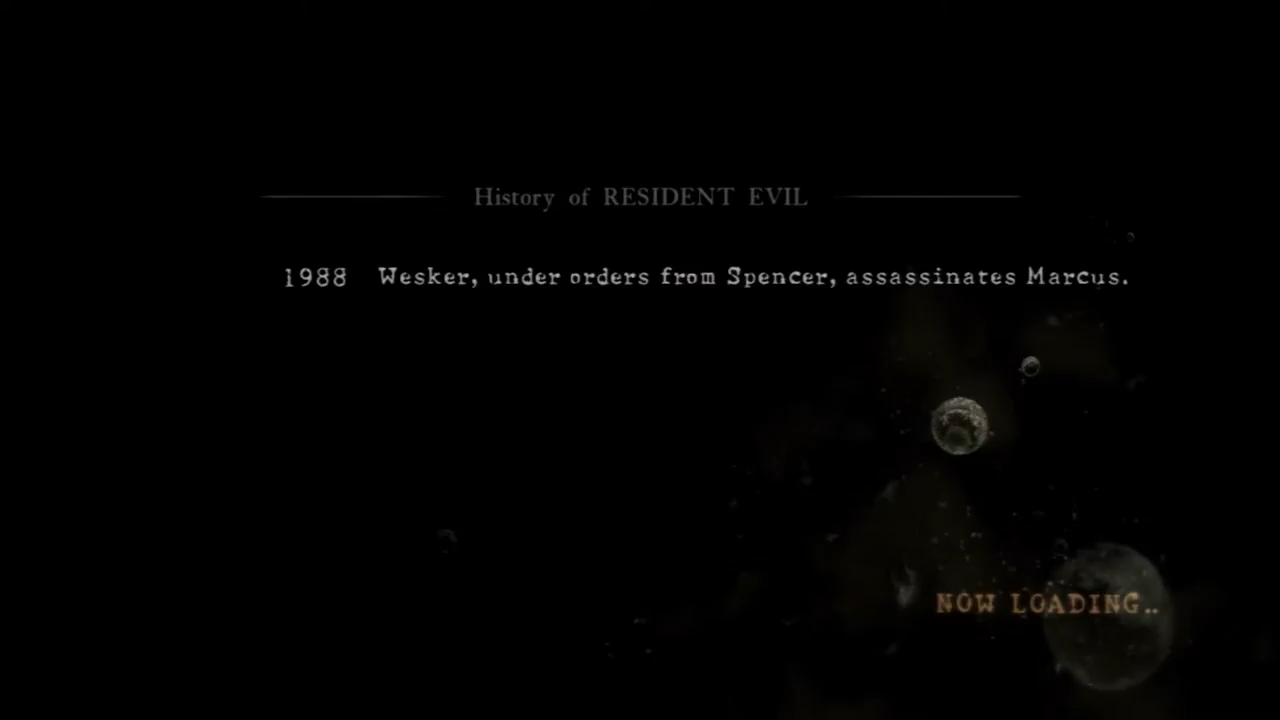 History of RESIDENT EVIL
1988 Wesker, under orders from Spencer, assassinates Marcus.
NOW LOADING..